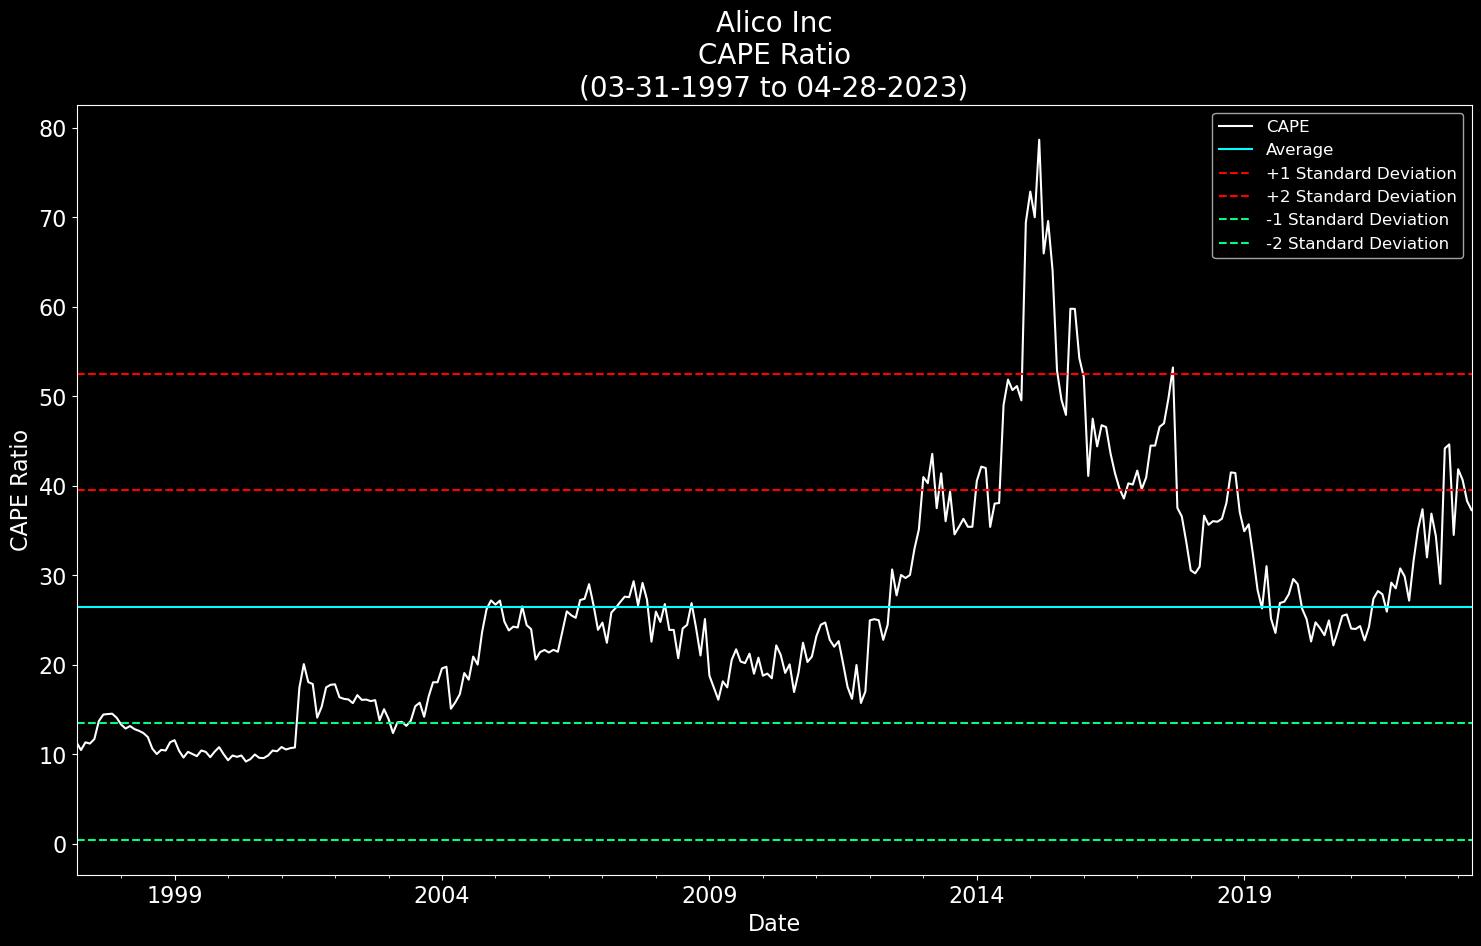 Alico Inc
CAPE Ratio
(03-31-1997 to 04-28-2023)
CAPE
Average
+1 Standard Deviation
+2 Standard Deviation
-1 Standard Deviation
-2 Standard Deviation
80
70
60
50
40
30
20
10
0
CAPE Ratio
1999 2004 2009 2014 2019
Date